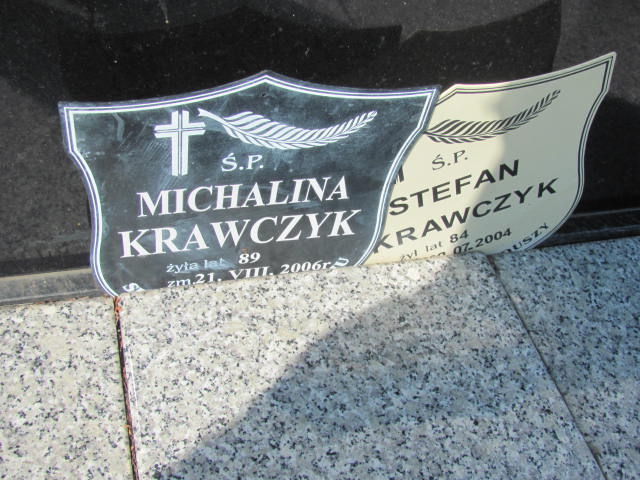 Ś.P.
MICHALINA
KRAWCZYK
żyła lat 89
zm. 21. VIII. 2006r.
Ś.P.
STEFAN
KRAWCZYK
żył lat 84
07-2004